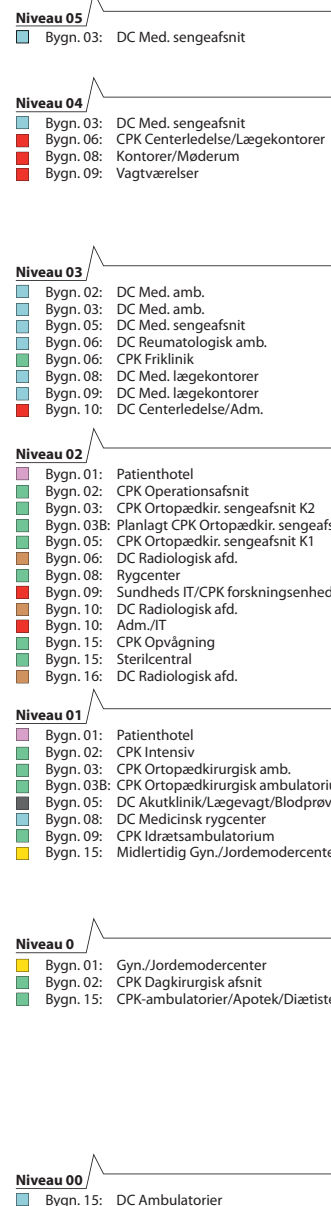 Niveau 05
Bygn. 03: DC Med. sengeafsnit
Niveau 04
Bygn. 03: DC Med. sengeafsnit
Bygn. 06: CPK Centerledelse/Lægekontorer
Bygn. 08: Kontorer/Møderum
Bygn. 09: Vagtværelser
Niveau 03
Bygn. 02: DC Med. amb.
Bygn. 03: DC Med. amb.
Bygn. 05: DC Med. sengeafsnit
Bygn. 06: DC Reumatologisk amb.
Bygn. 06: CPK Friklinik
Bygn. 08: DC Med. lægekontorer
Bygn. 09: DC Med. lægekontorer
Bygn. 10: DC Centerledelse/Adm.
Niveau 02
Bygn. 01: Patienthotel
Bygn. 02: CPK Operationsafsnit
Bygn. 03: CPK Ortopædkir. sengeafsnit K2
Bygn. 03B: Planlagt CPK Ortopædkir. sengeafs
Bygn. 05: CPK Ortopædkir. sengeafsnit K1
Bygn. 06: DC Radiologisk afd.
Bygn. 08: Rygcenter
Bygn. 09: Sundheds IT/CPK forskningsenhed
Bygn. 10: DC Radiologisk afd.
Bygn. 10: Adm./IT
Bygn. 15: CPK Opvågning
Bygn. 15: Sterilcentral
Bygn. 16: DC Radiologisk afd.
Niveau 01
Bygn. 01: Patienthotel
Bygn. 02: CPK Intensiv
Bygn. 03: CPK Ortopædkirurgisk amb.
Bygn. 03B: CPK Ortopædkirurgisk ambulatoriu
Bygn. 05: DC Akutklinik/Lægevagt/Blodprøv
Bygn. 08: DC Medicinsk rygcenter
Bygn. 09: CPK Idrætsambulatorium
Bygn. 15: Midlertidig Gyn./Jordemodercente
Niveau 0
Bygn. 01: Gyn./Jordemodercenter
Bygn. 02: CPK Dagkirurgisk afsnit
Bygn. 15: CPK-ambulatorier/Apotek/Diætiste
Niveau 00
Bygn. 15: DC Ambulatorier